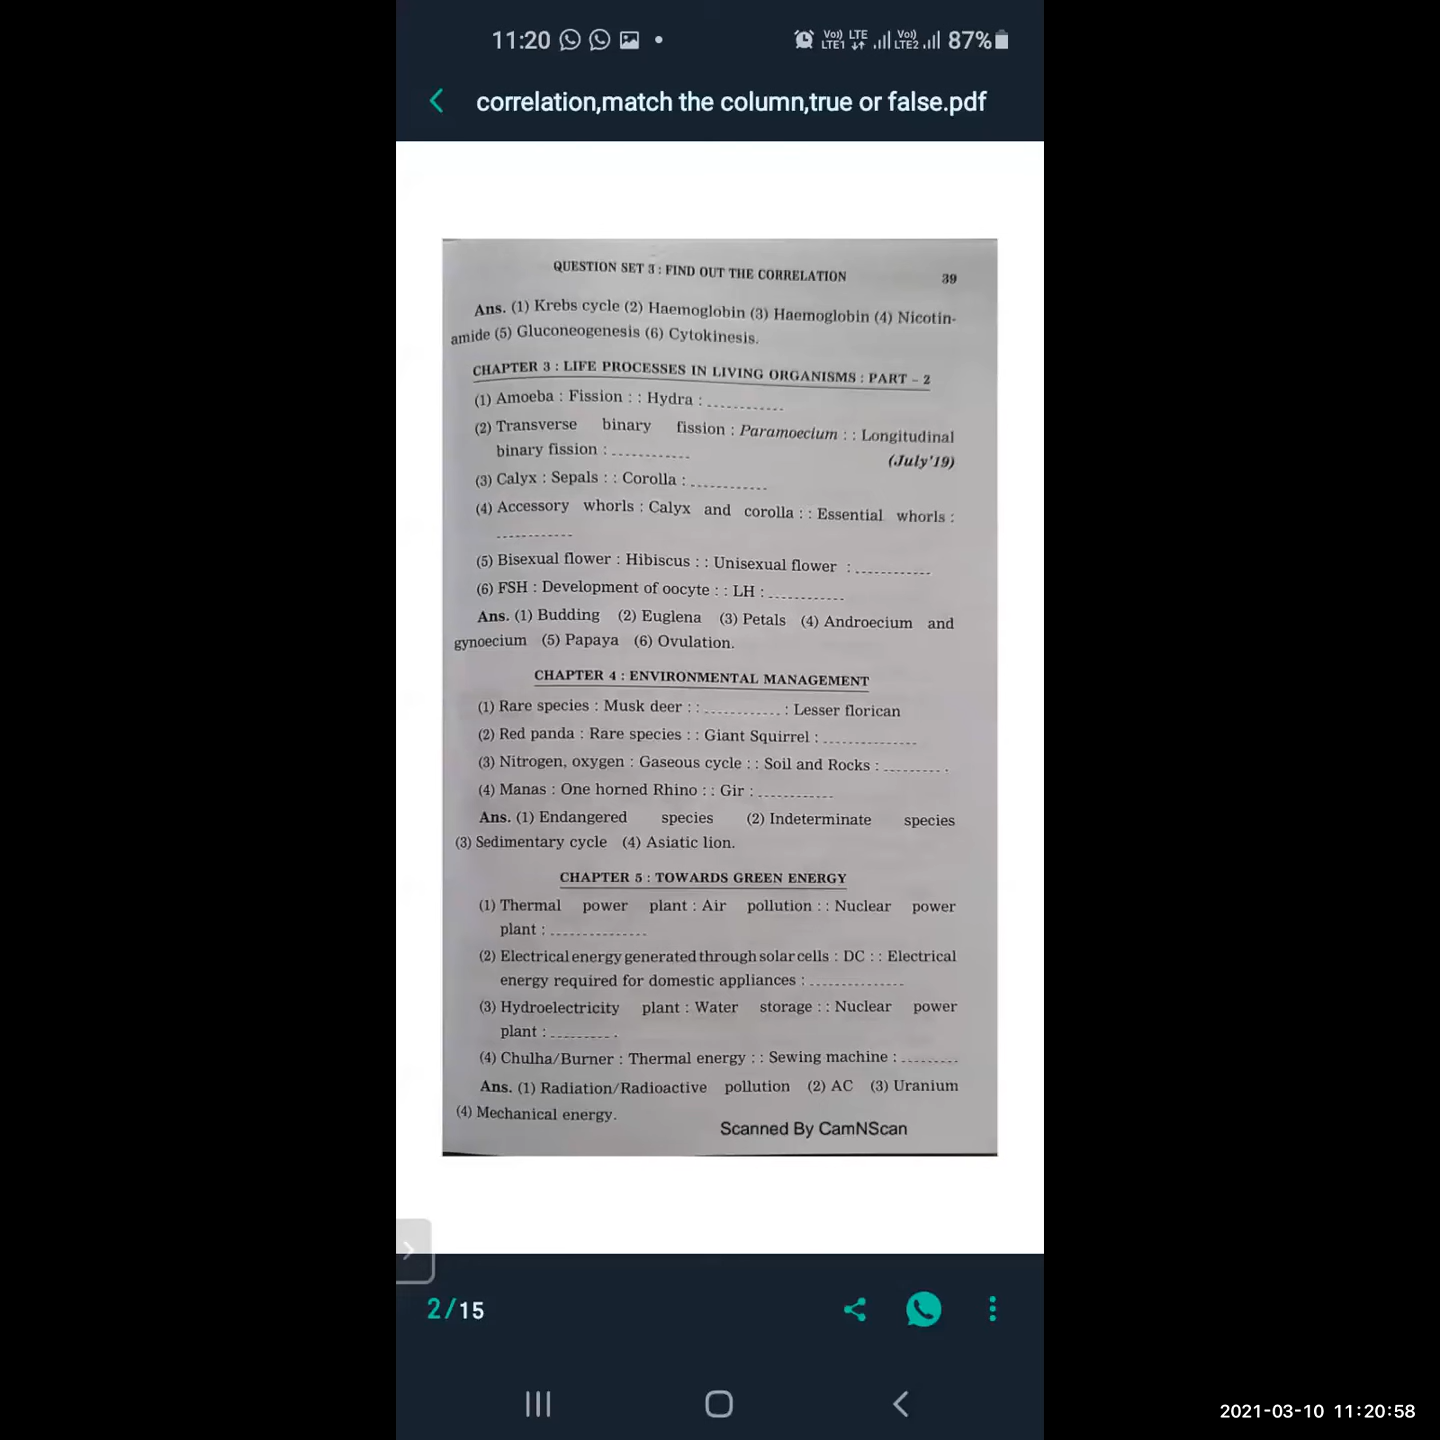 11:20
Vo) LTE
LTE1
Vo)
LTE2
87%
correlation,match the column,true or false.pdf
QUESTION SET 3 : FIND OUT THE CORRELATION 39
Ans. (1) Krebs cycle (2) Haemoglobin (3) Haemoglobin (4) Nicotin-
amide (5) Gluconeogenesis (6) Cytokinesis.
CHAPTER 3 : LIFE PROCESSES IN LIVING ORGANISMS : PART – 2
(1) Amoeba : Fission : : Hydra : ............
(2) Transverse binary fission : Paramoecium : : Longitudinal
binary fission : ............ (July'19)
(3) Calyx : Sepals : : Corolla : ............
(4) Accessory whorls : Calyx and corolla : : Essential whorls :
............
(5) Bisexual flower : Hibiscus : : Unisexual flower : ............
(6) FSH : Development of oocyte : : LH : ............
Ans. (1) Budding (2) Euglena (3) Petals (4) Androecium and
gynoecium (5) Papaya (6) Ovulation.
CHAPTER 4 : ENVIRONMENTAL MANAGEMENT
(1) Rare species : Musk deer : : ............ : Lesser florican
(2) Red panda : Rare species : : Giant Squirrel : ..............
(3) Nitrogen, oxygen : Gaseous cycle : : Soil and Rocks : ......... .
(4) Manas : One horned Rhino : : Gir : ............
Ans. (1) Endangered species (2) Indeterminate species
(3) Sedimentary cycle (4) Asiatic lion.
CHAPTER 5 : TOWARDS GREEN ENERGY
(1) Thermal power plant : Air pollution : : Nuclear power
plant : ...............
(2) Electrical energy generated through solar cells : DC : : Electrical
energy required for domestic appliances : ...............
(3) Hydroelectricity plant : Water storage : : Nuclear power
plant : .......... .
(4) Chulha/Burner : Thermal energy : : Sewing machine : .........
Ans. (1) Radiation/Radioactive pollution (2) AC (3) Uranium
(4) Mechanical energy.
Scanned By CamNScan
2/15
2021-03-10 11:20:58